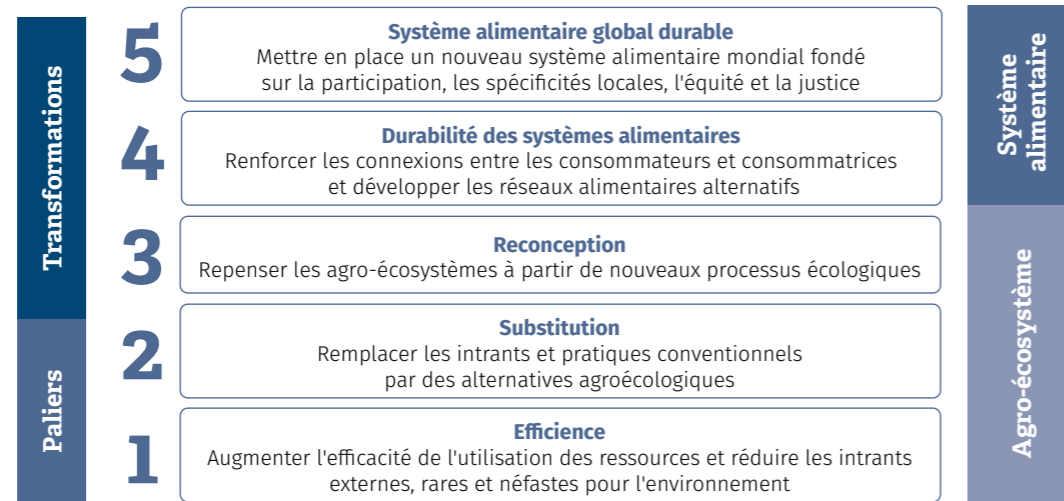 Transformations
Paliers
5
Système alimentaire global durable
Mettre en place un nouveau système alimentaire mondial fondé
sur la participation, les spécificités locales, l'équité et la justice
4
Durabilité des systèmes alimentaires
Renforcer les connexions entre les consommateurs et consommatrices
et développer les réseaux alimentaires alternatifs
3
Reconception
Repenser les agro-écosystèmes à partir de nouveaux processus écologiques
2
Substitution
Remplacer les intrants et pratiques conventionnels
par des alternatives agroécologiques
1
Efficience
Augmenter l'efficacité de l'utilisation des ressources et réduire les intrants
externes, rares et néfastes pour l'environnement
Système
alimentaire
Agro-écosystème